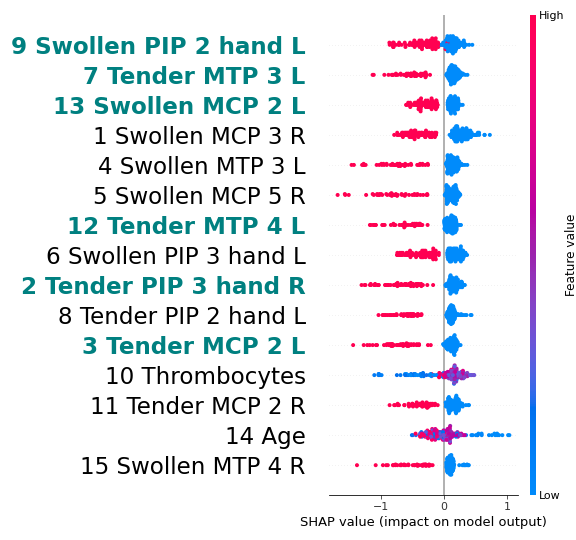 High
9 Swollen PIP 2 hand L
7 Tender MTP 3 L
13 Swollen MCP 2 L
1 Swollen MCP 3 R
4 Swollen MTP 3 L
5 Swollen MCP 5 R
12 Tender MTP 4 L
6 Swollen PIP 3 hand L
2 Tender PIP 3 hand R
8 Tender PIP 2 hand L
3 Tender MCP 2 L
10 Thrombocytes
11 Tender MCP 2 R
14 Age
15 Swollen MTP 4 R
Feature value
Low
−1 0 1
SHAP value (impact on model output)